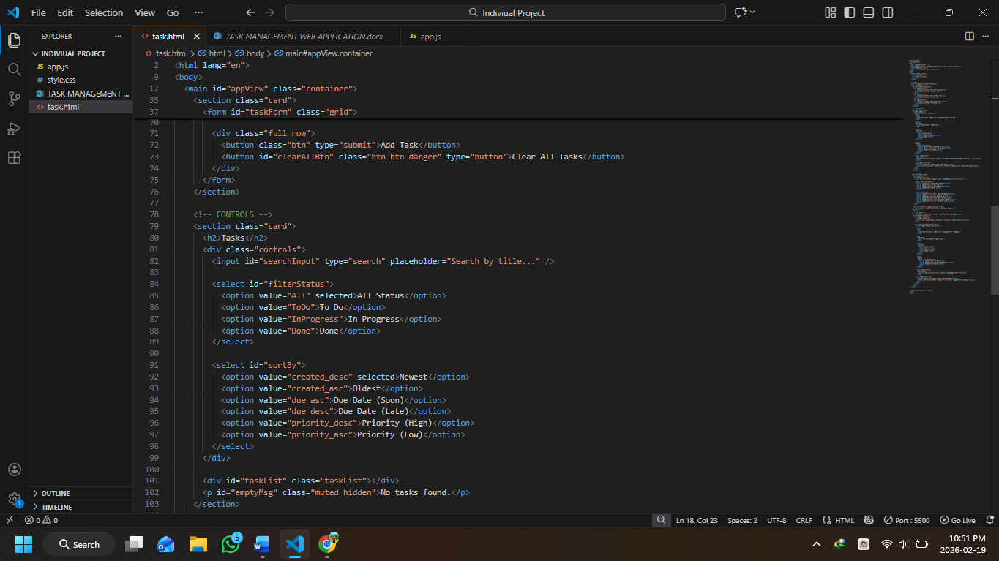 File Edit Selection View Go ··· Indiviual Project
EXPLORER ···
task.html
TASK MANAGEMENT WEB APPLICATION.docx
JS app.js
INDIVIUAL PROJECT
JS app.js
# style.css
TASK MANAGEMENT ...
<> task.html
OUTLINE
TIMELINE
<> task.html > html > body > main#appView.container
2 <html lang="en">
9 <body>
17 <main id="appView" class="container">
35 <section class="card">
37 <form id="taskForm" class="grid">
70
71 <div class="full row">
72 <button class="btn" type="submit">Add Task</button>
73 <button id="clearAllBtn" class="btn btn-danger" type="button">Clear All Tasks</button>
74 </div>
75 </form>
76 </section>
77
78 <!-- CONTROLS -->
79 <section class="card">
80 <h2>Tasks</h2>
81 <div class="controls">
82 <input id="searchInput" type="search" placeholder="Search by title..." />
83
84 <select id="filterStatus">
85 <option value="All" selected>All Status</option>
86 <option value="ToDo">To Do</option>
87 <option value="InProgress">In Progress</option>
88 <option value="Done">Done</option>
89 </select>
90
91 <select id="sortBy">
92 <option value="created_desc" selected>Newest</option>
93 <option value="created_asc">Oldest</option>
94 <option value="due_asc">Due Date (Soon)</option>
95 <option value="due_desc">Due Date (Late)</option>
96 <option value="priority_desc">Priority (High)</option>
97 <option value="priority_asc">Priority (Low)</option>
98 </select>
99 </div>
100
101 <div id="taskList" class="taskList"></div>
102 <p id="emptyMsg" class="muted hidden">No tasks found.</p>
103 </section>
1
0 0 Ln 18, Col 23 Spaces: 2 UTF-8 CRLF {} HTML Port : 5500 Go Live
Search
5
10:51 PM
2026-02-19